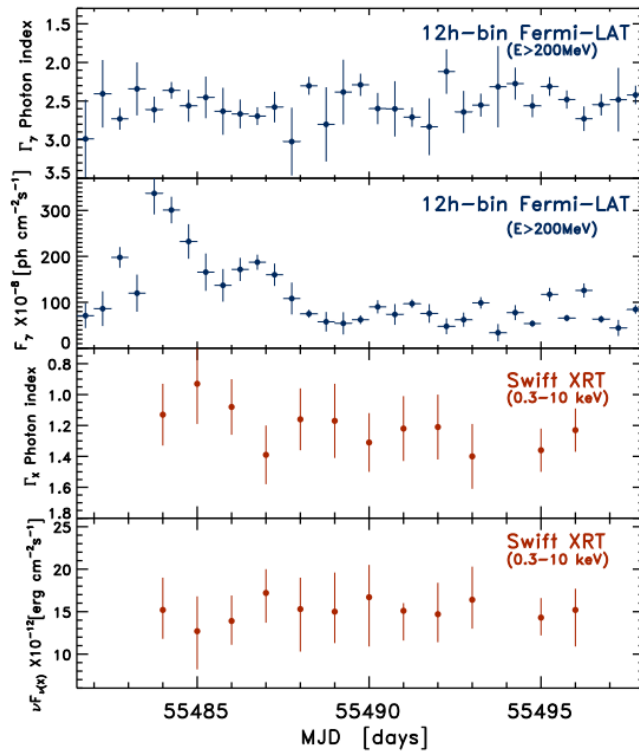 12h-bin Fermi-LAT
(E>200MeV)
Γγ Photon index
1.5
2.0
2.5
3.0
3.5
12h-bin Fermi-LAT
(E>200MeV)
Fγ X10⁻⁸[ph cm⁻²s⁻¹]
300
200
100
0
Swift XRT
(0.3−10 keV)
Γx Photon index
0.8
1.0
1.2
1.4
1.6
1.8
Swift XRT
(0.3−10 keV)
νFν(X) X10⁻¹²[erg cm⁻²s⁻¹]
25
20
15
10
55485 55490 55495
MJD [days]